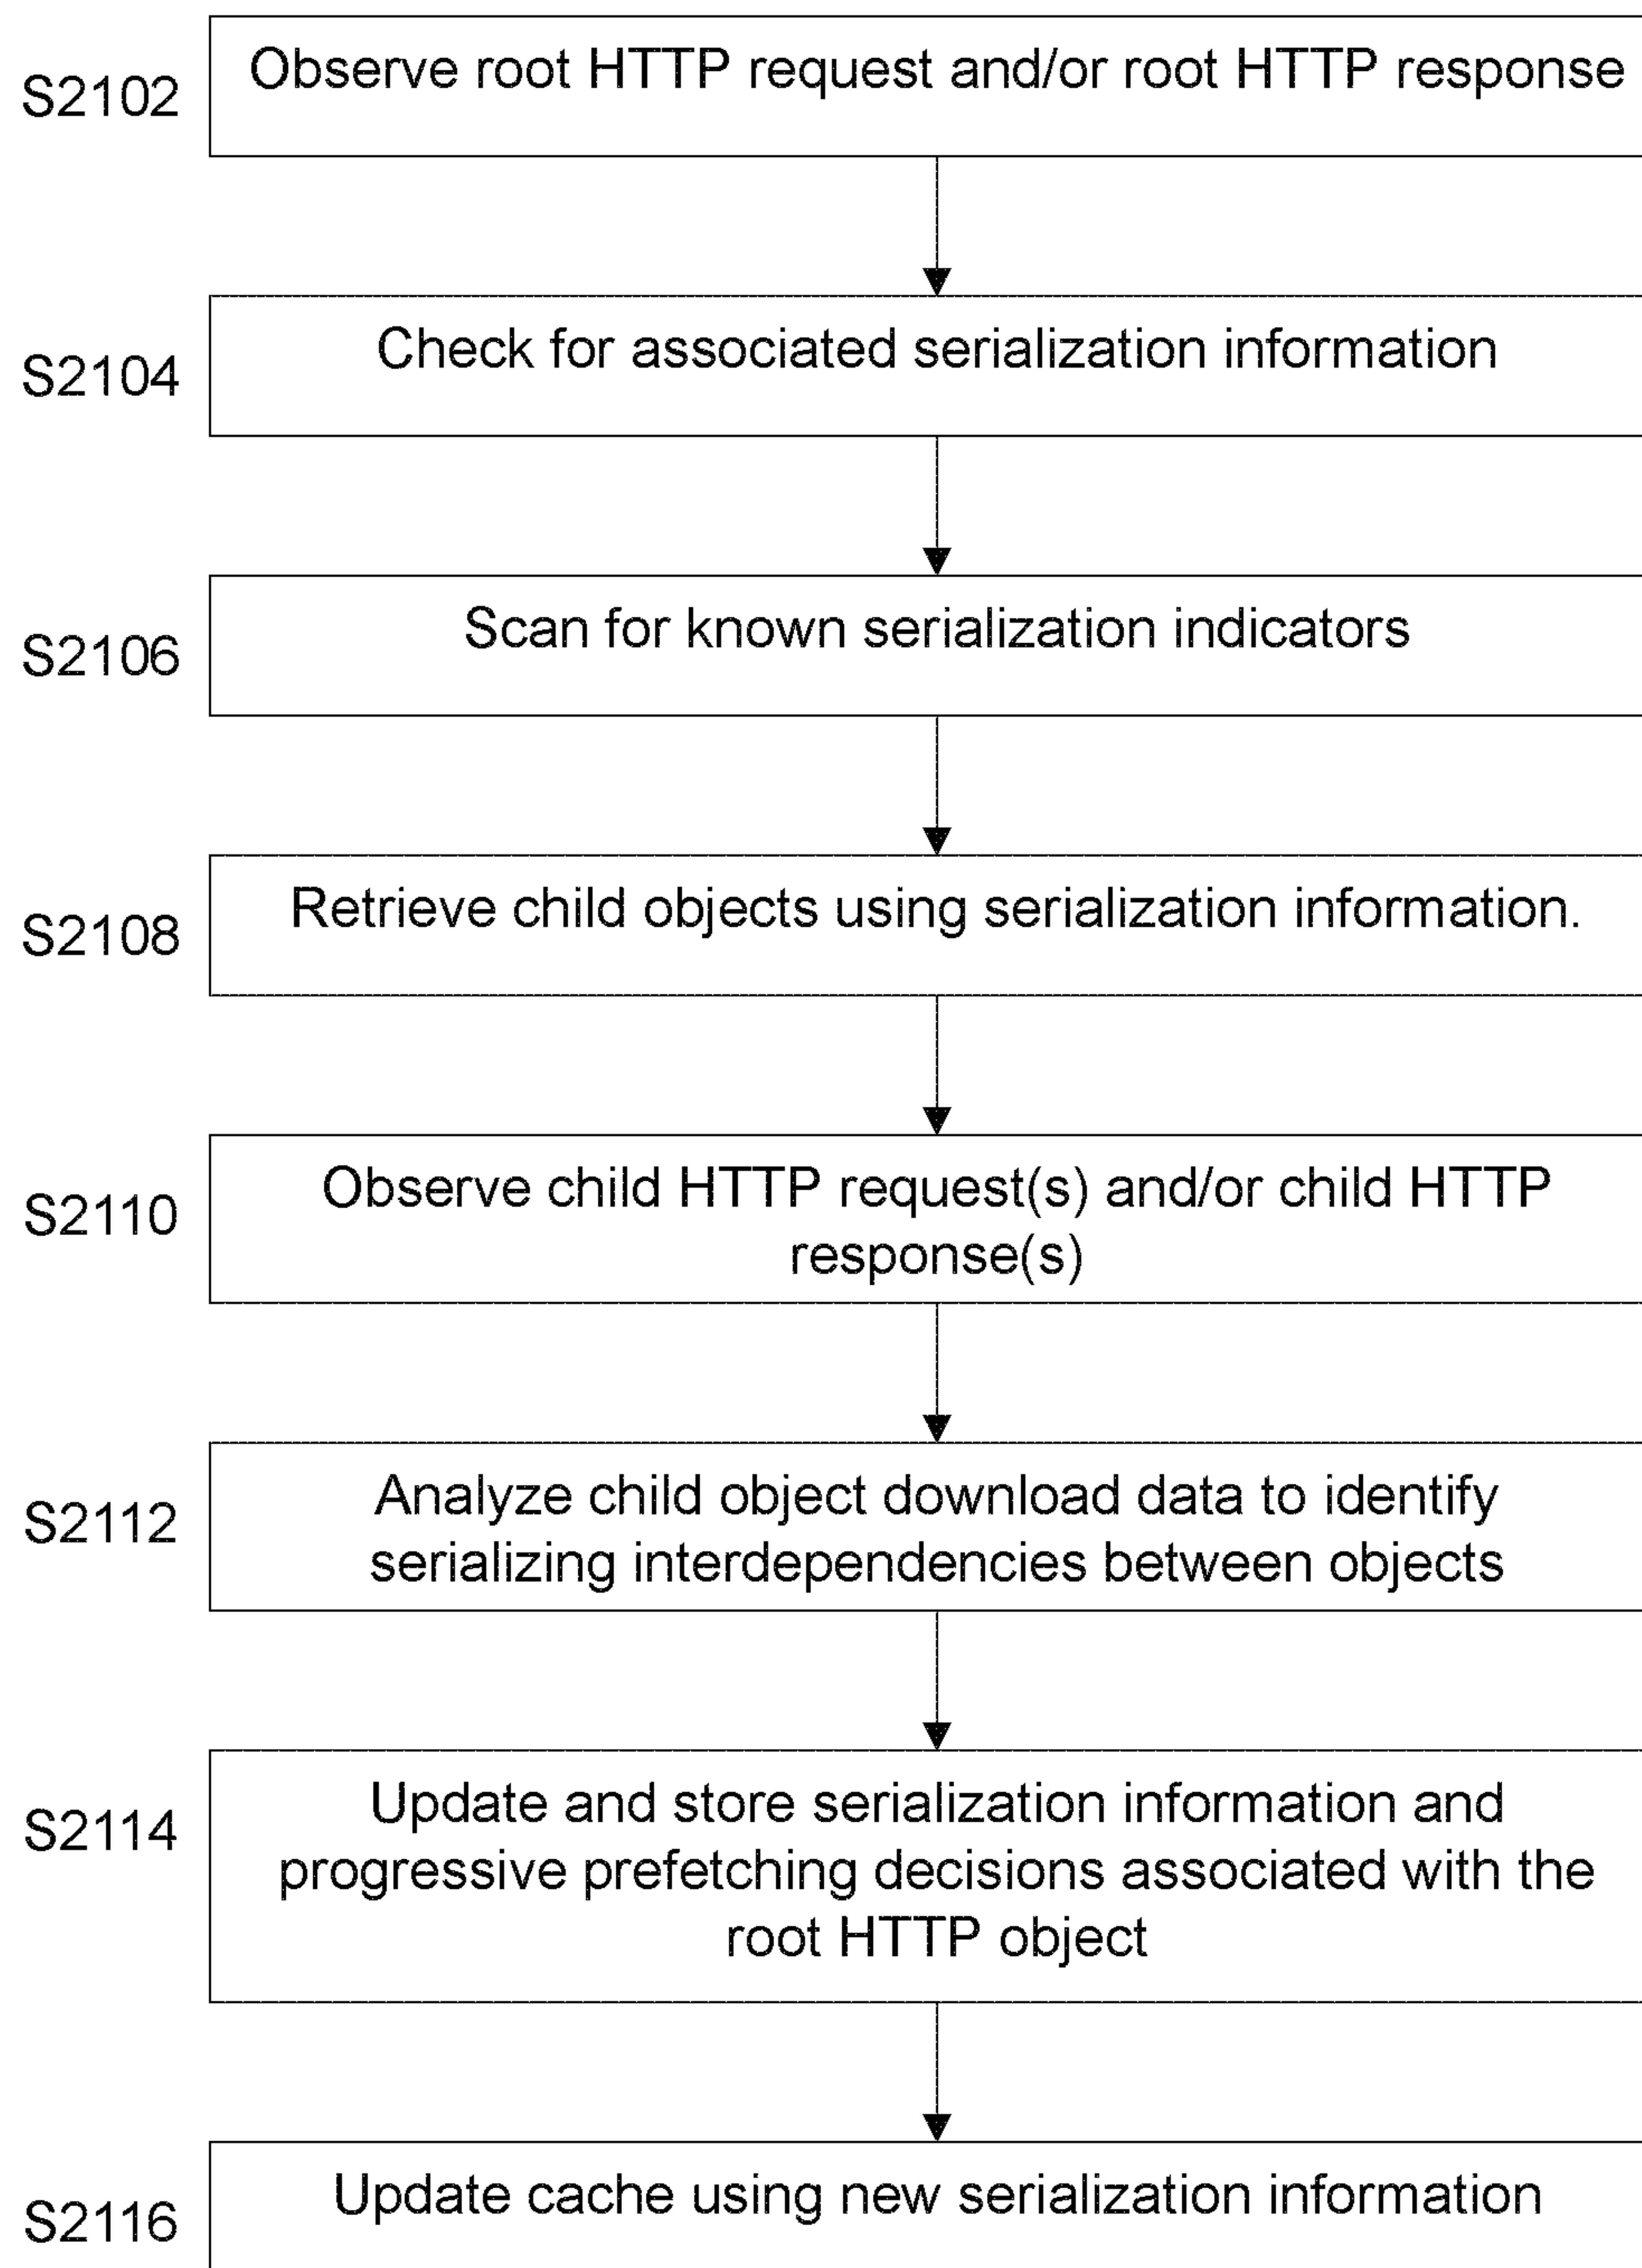 S2102
Observe root HTTP request and/or root HTTP response
S2104
Check for associated serialization information
S2106
Scan for known serialization indicators
S2108
Retrieve child objects using serialization information.
S2110
Observe child HTTP request(s) and/or child HTTP
response(s)
S2112
Analyze child object download data to identify
serializing interdependencies between objects
S2114
Update and store serialization information and
progressive prefetching decisions associated with the
root HTTP object
S2116
Update cache using new serialization information